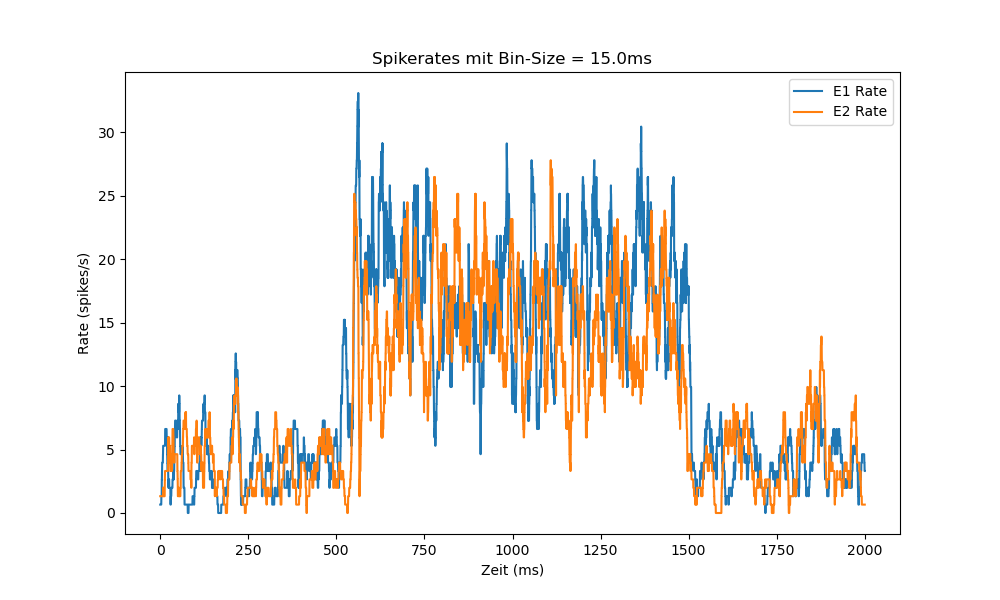 Spikerates mit Bin-Size = 15.0ms
E1 Rate
E2 Rate
Rate (spikes/s)
30
25
20
15
10
5
0
0 250 500 750 1000 1250 1500 1750 2000
Zeit (ms)